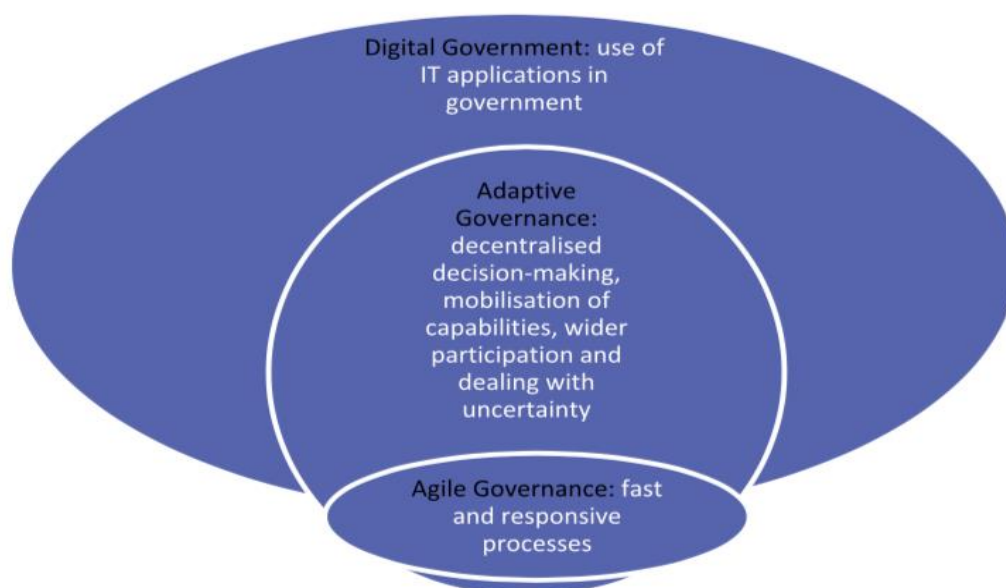 Digital Government: use of
IT applications in
government
Adaptive
Governance:
decentralised
decision-making,
mobilisation of
capabilities, wider
participation and
dealing with
uncertainty
Agile Governance: fast
and responsive
processes